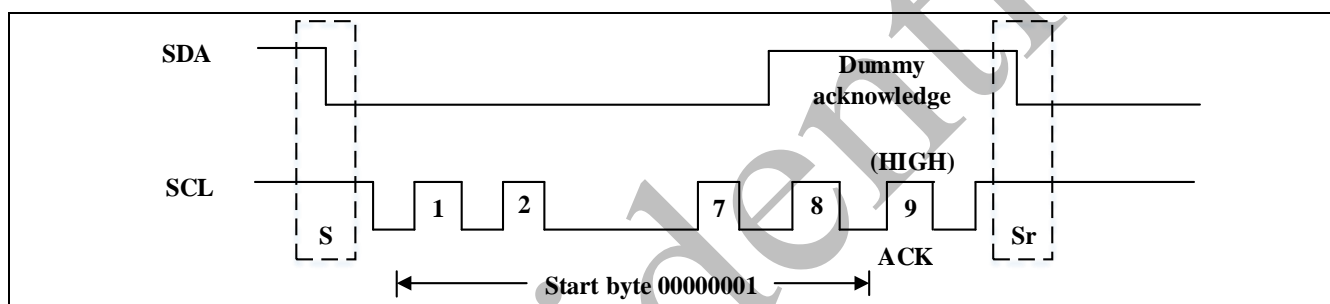 SDA
Dummy
acknowledge
(HIGH)
SCL
1
2
7
8
9
S
Sr
ACK
Start byte 00000001